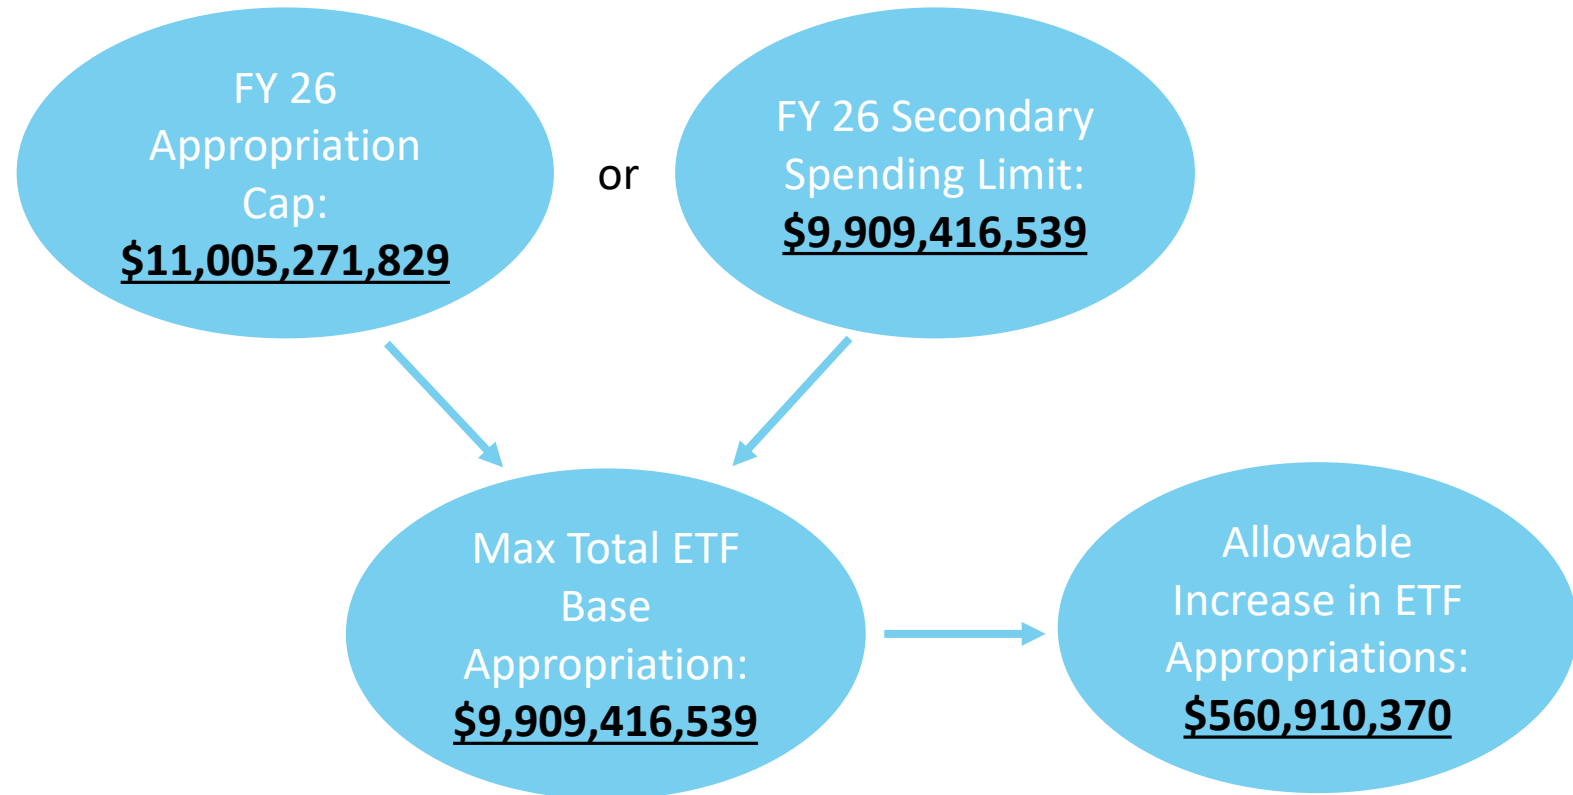 FY 26
Appropriation
Cap:
$11,005,271,829
or
FY 26 Secondary
Spending Limit:
$9,909,416,539
Max Total ETF
Base
Appropriation:
$9,909,416,539
Allowable
Increase in ETF
Appropriations:
$560,910,370